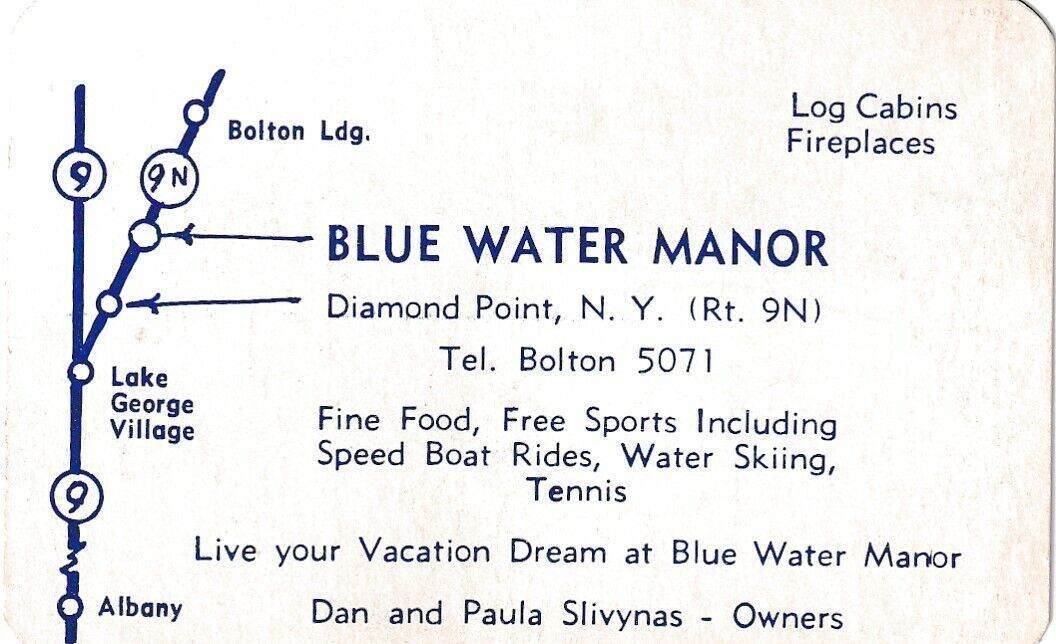 Log Cabins
Fireplaces
Bolton Ldg.
9
9N
BLUE WATER MANOR
Diamond Point, N. Y. (Rt. 9N)
Tel. Bolton 5071
Lake
George
Village
Fine Food, Free Sports Including
Speed Boat Rides, Water Skiing,
Tennis
9
Live your Vacation Dream at Blue Water Manor
Albany
Dan and Paula Slivynas - Owners